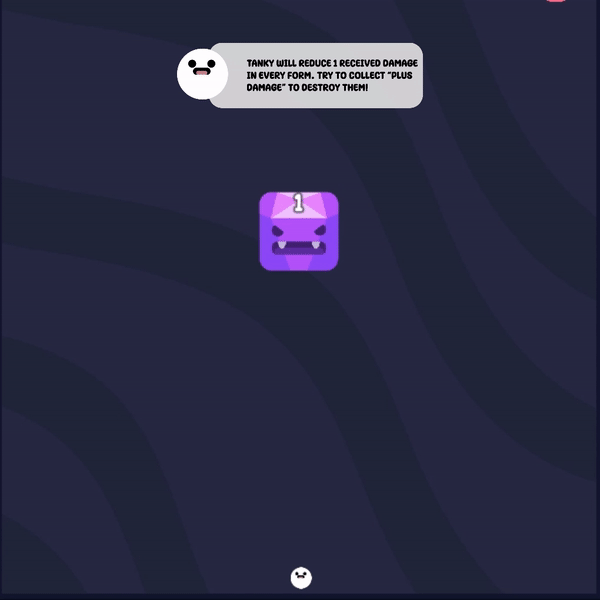 TANKY WILL REDUCE 1 RECEIVED DAMAGE
IN EVERY FORM. TRY TO COLLECT "PLUS
DAMAGE" TO DESTROY THEM!
1